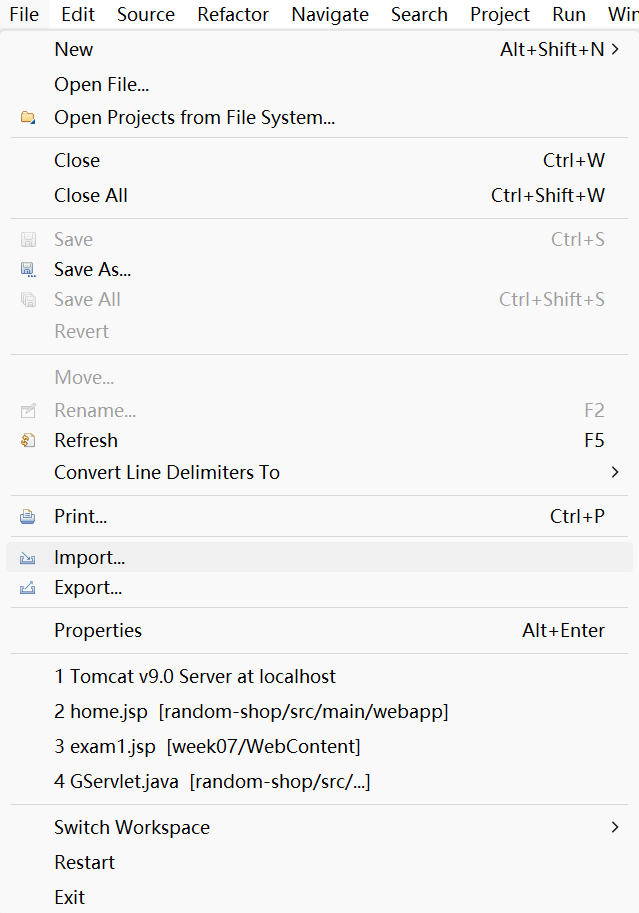 File Edit Source Refactor Navigate Search Project Run Win
New Alt+Shift+N
Open File...
Open Projects from File System...
Close Ctrl+W
Close All Ctrl+Shift+W
Save Ctrl+S
Save As...
Save All Ctrl+Shift+S
Revert
Move...
Rename... F2
Refresh F5
Convert Line Delimiters To
Print... Ctrl+P
Import...
Export...
Properties Alt+Enter
1 Tomcat v9.0 Server at localhost
2 home.jsp [random-shop/src/main/webapp]
3 exam1.jsp [week07/WebContent]
4 GServlet.java [random-shop/src/...]
Switch Workspace
Restart
Exit